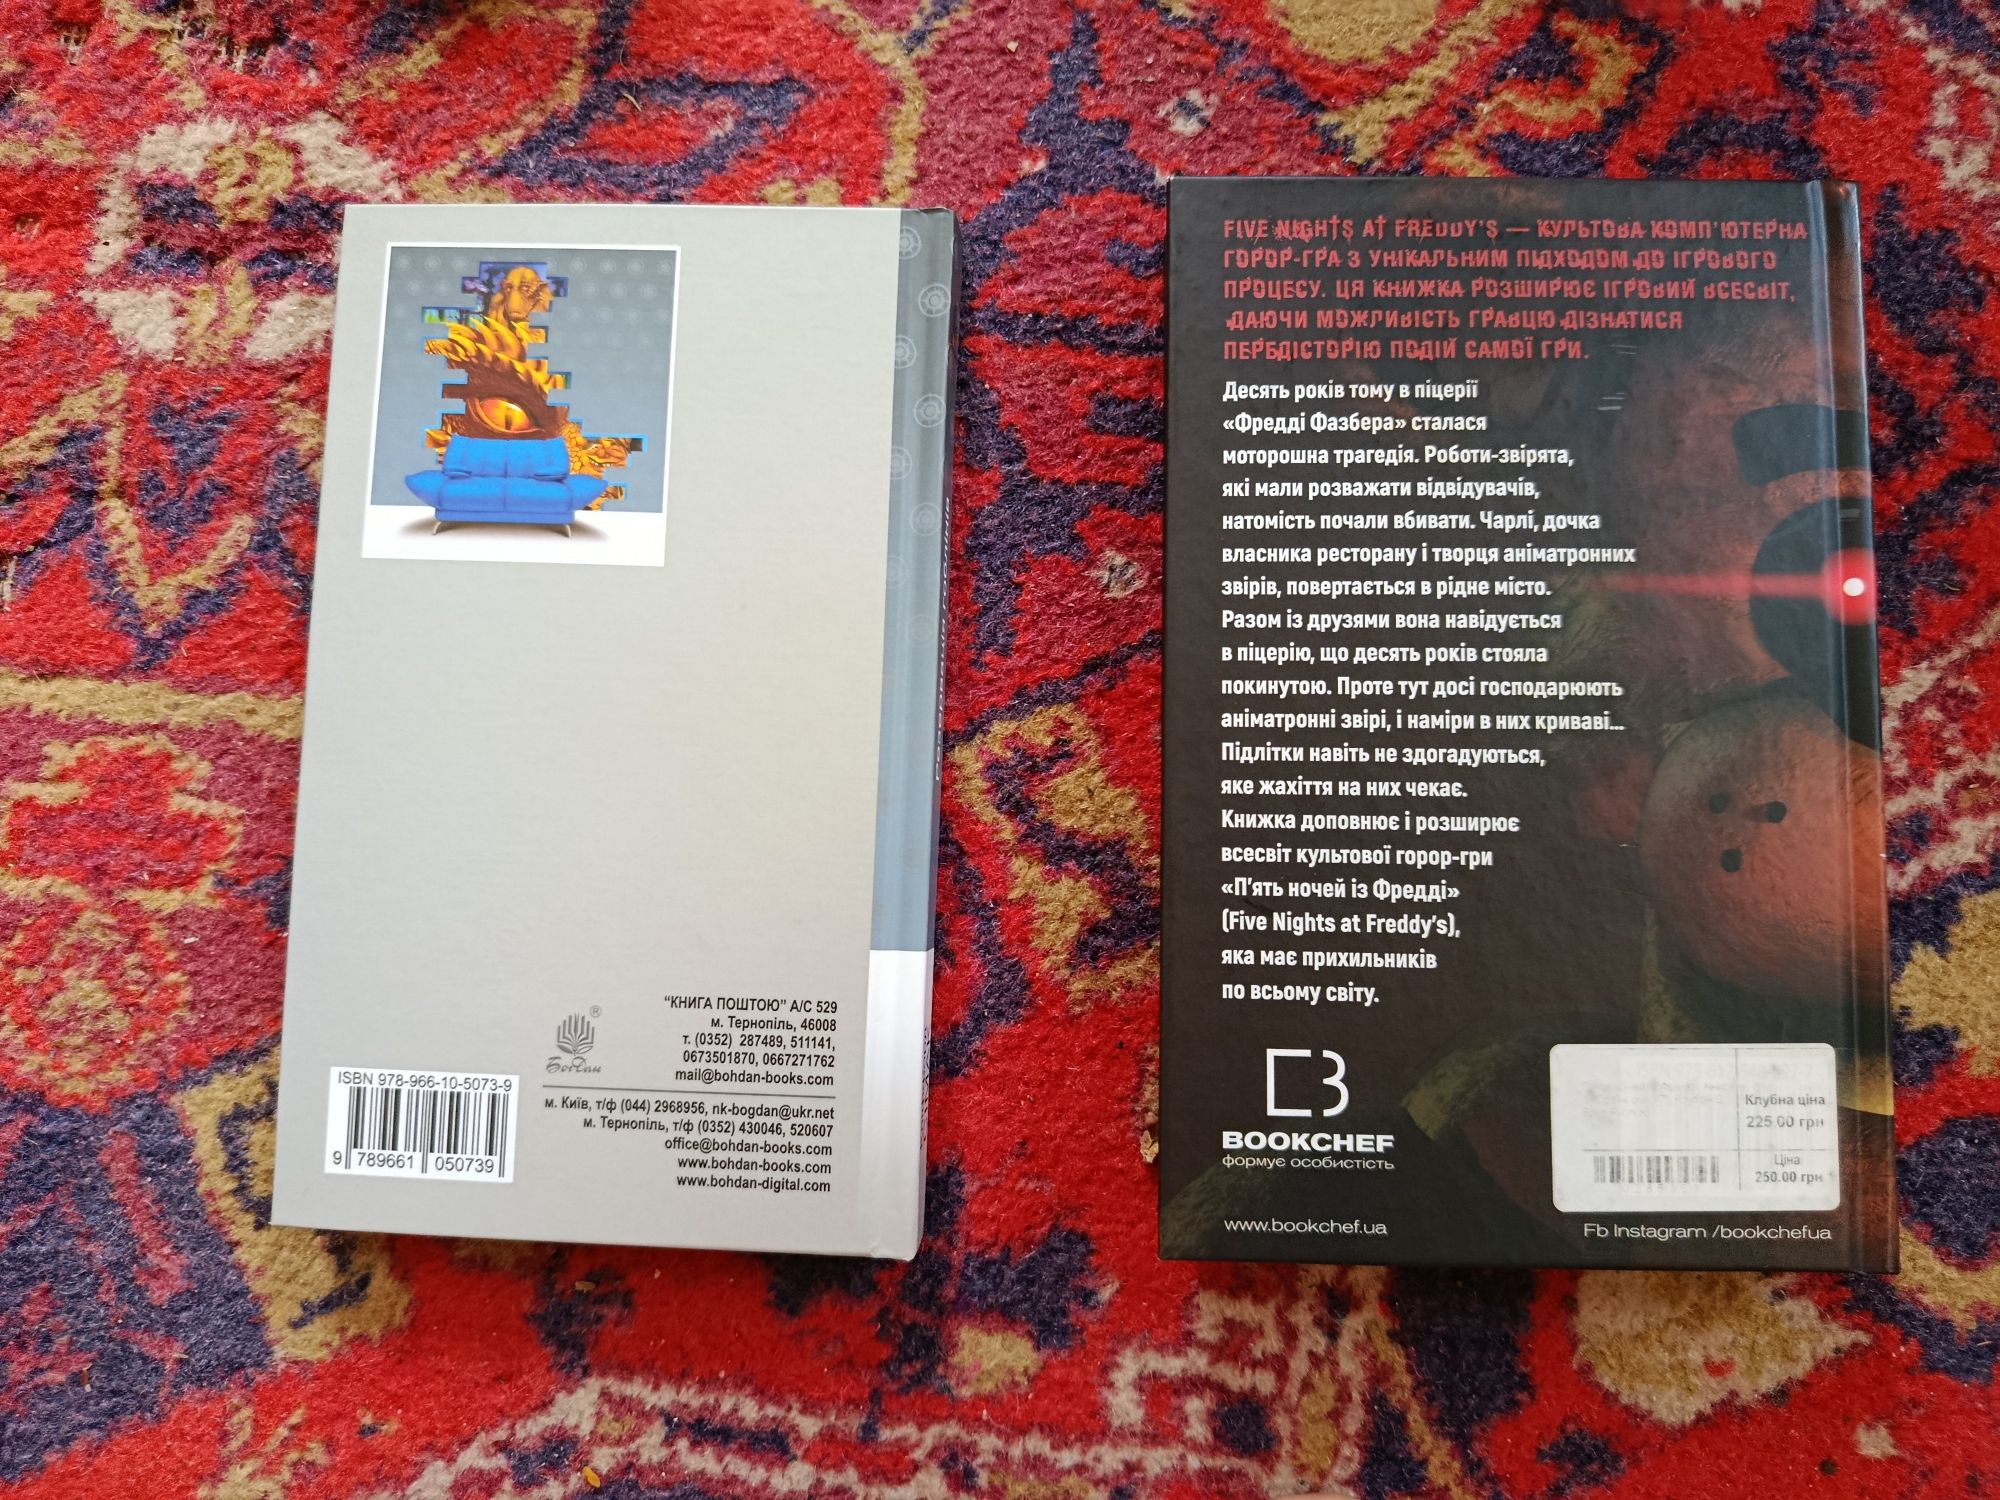 “КНИГА ПОШТОЮ” А/С 529
м. Тернопіль, 46008
т. (0352) 287489, 511141,
0673501870, 0667271762
mail@bohdan-books.com
®
Богдан
ISBN 978-966-10-5073-9
9 789661 050739
м. Київ, т/ф (044) 2968956, nk-bogdan@ukr.net
м. Тернопіль, т/ф (0352) 430046, 520607
office@bohdan-books.com
www.bohdan-books.com
www.bohdan-digital.com
FIVE NIGHTS AT FREDDY’S — КУЛЬТОВА КОМП’ЮТЕРНА
ГОРОР-ГРА З УНІКАЛЬНИМ ПІДХОДОМ ДО ІГРОВОГО
ПРОЦЕСУ. ЦЯ КНИЖКА РОЗШИРЮЄ ІГРОВИЙ ВСЕСВІТ,
ДАЮЧИ МОЖЛИВІСТЬ ГРАВЦЮ ДІЗНАТИСЯ
ПЕРЕДІСТОРІЮ ПОДІЙ САМОЇ ГРИ.
Десять років тому в піцерії
«Фредді Фазбера» сталася
моторошна трагедія. Роботи-звірята,
які мали розважати відвідувачів,
натомість почали вбивати. Чарлі, дочка
власника ресторану і творця аніматронних
звірів, повертається в рідне місто.
Разом із друзями вона навідується
в піцерію, що десять років стояла
покинутою. Проте тут досі господарюють
аніматронні звірі, і наміри в них криваві...
Підлітки навіть не здогадуються,
яке жахіття на них чекає.
Книжка доповнює і розширює
всесвіт культової горор-гри
«П’ять ночей із Фредді»
(Five Nights at Freddy’s),
яка має прихильників
по всьому світу.
BOOKCHEF
формує особистість
www.bookchef.ua
Клубна ціна
225.00 грн
Ціна
250.00 грн
Fb Instagram /bookchefua